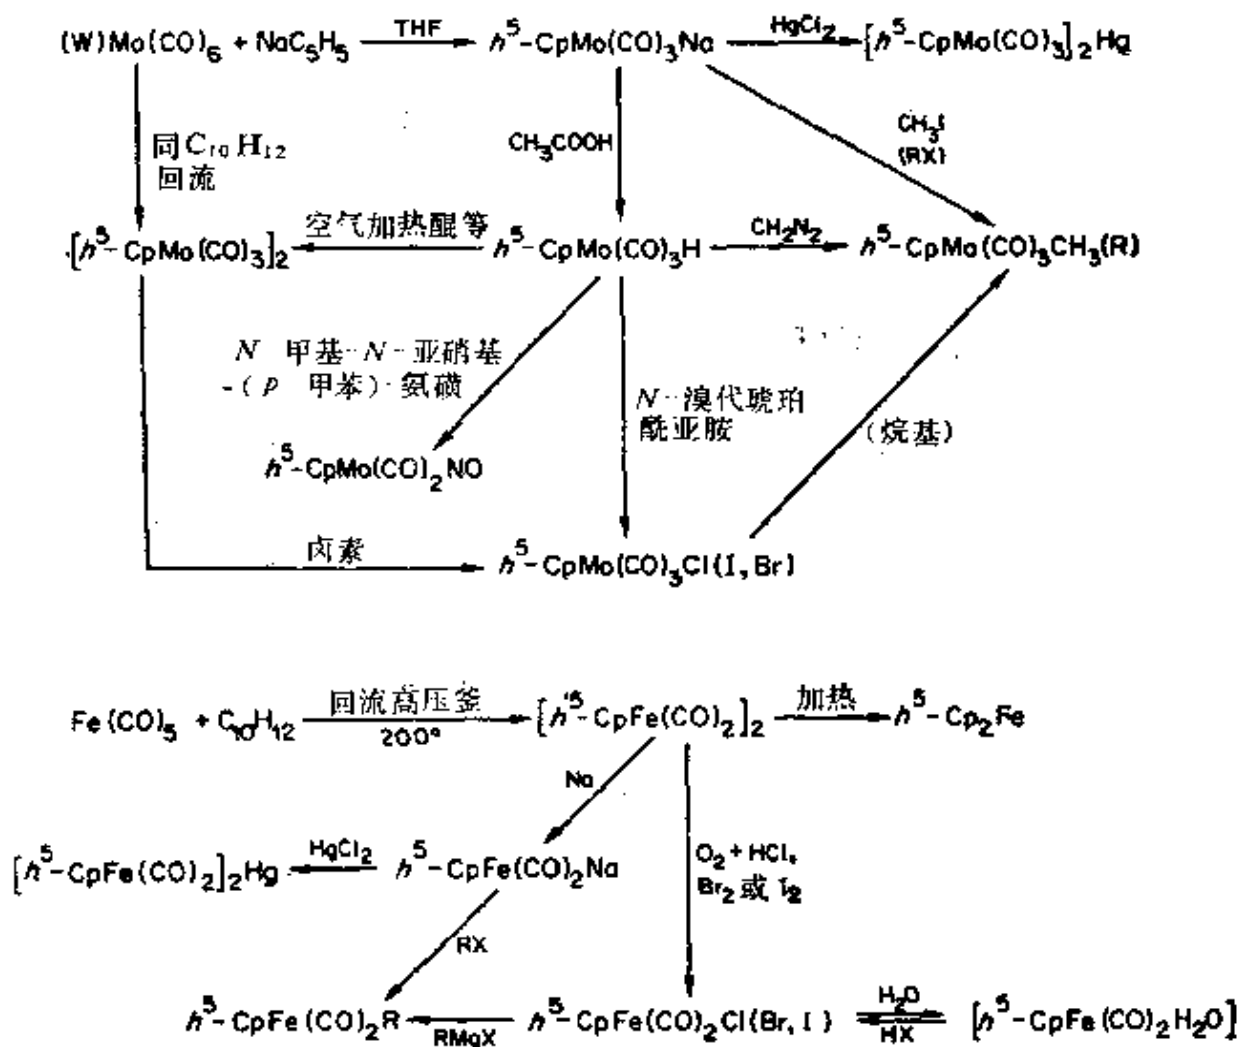 (W)Mo(CO)6 + NaC5H5 THF h5-CpMo(CO)3Na HgCl2 [h5-CpMo(CO)3]2Hg
同C10H12
回流
CH3COOH
CH3I
(RX)
[h5-CpMo(CO)3]2 空气加热醌等 h5-CpMo(CO)3H CH2N2 h5-CpMo(CO)3CH3(R)
N 甲基-N-亚硝基
-(p 甲苯)-氨磺
N-溴代琥珀
酰亚胺
(烷基)
h5-CpMo(CO)2NO
卤素 h5-CpMo(CO)3Cl(I,Br)
Fe(CO)5 + C10H12 回流高压釜 200° [h5-CpFe(CO)2]2 加热 h5-Cp2Fe
Na
O2+HCl,
Br2或I2
[h5-CpFe(CO)2]2Hg HgCl2 h5-CpFe(CO)2Na
RX
h5-CpFe(CO)2R RMgX h5-CpFe(CO)2Cl(Br,I) H2O HX [h5-CpFe(CO)2H2O]